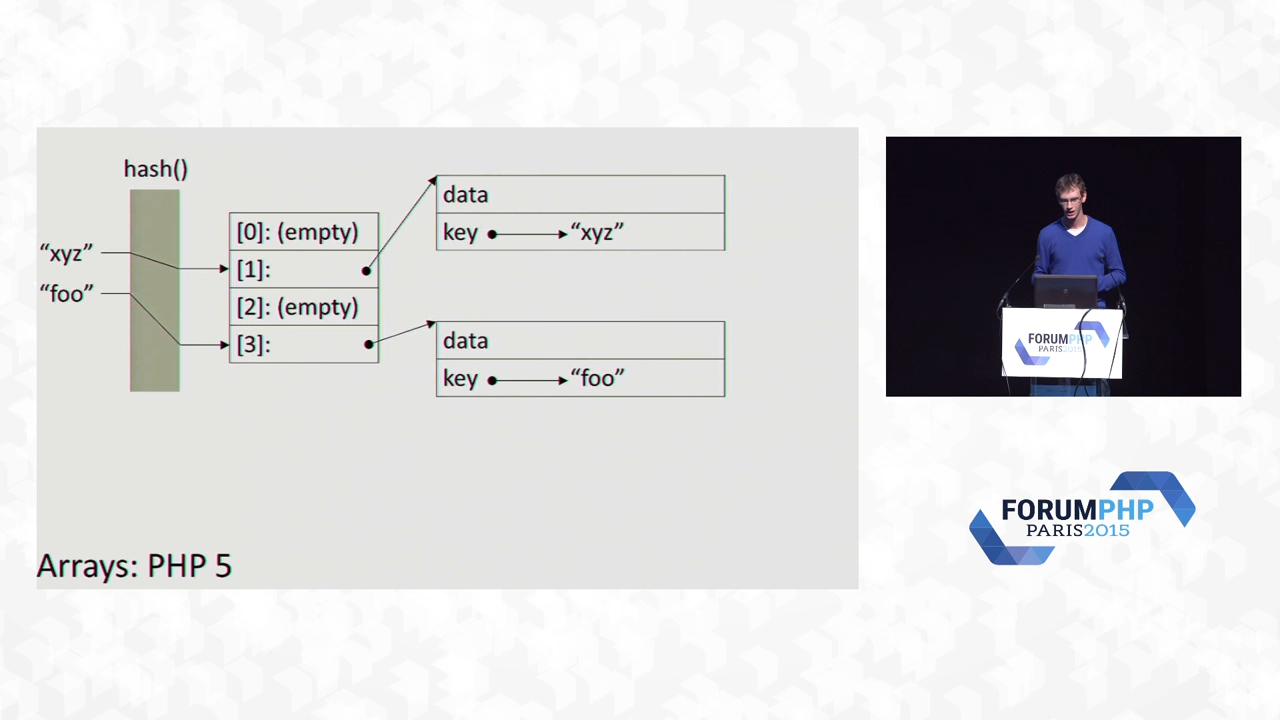 hash()
"xyz"
"foo"
[0]: (empty)
[1]:
[2]: (empty)
[3]:
data
key “xyz”
data
key “foo”
Arrays: PHP 5
FORUMPHP
PARIS2015
FORUMPHP
PARIS2015